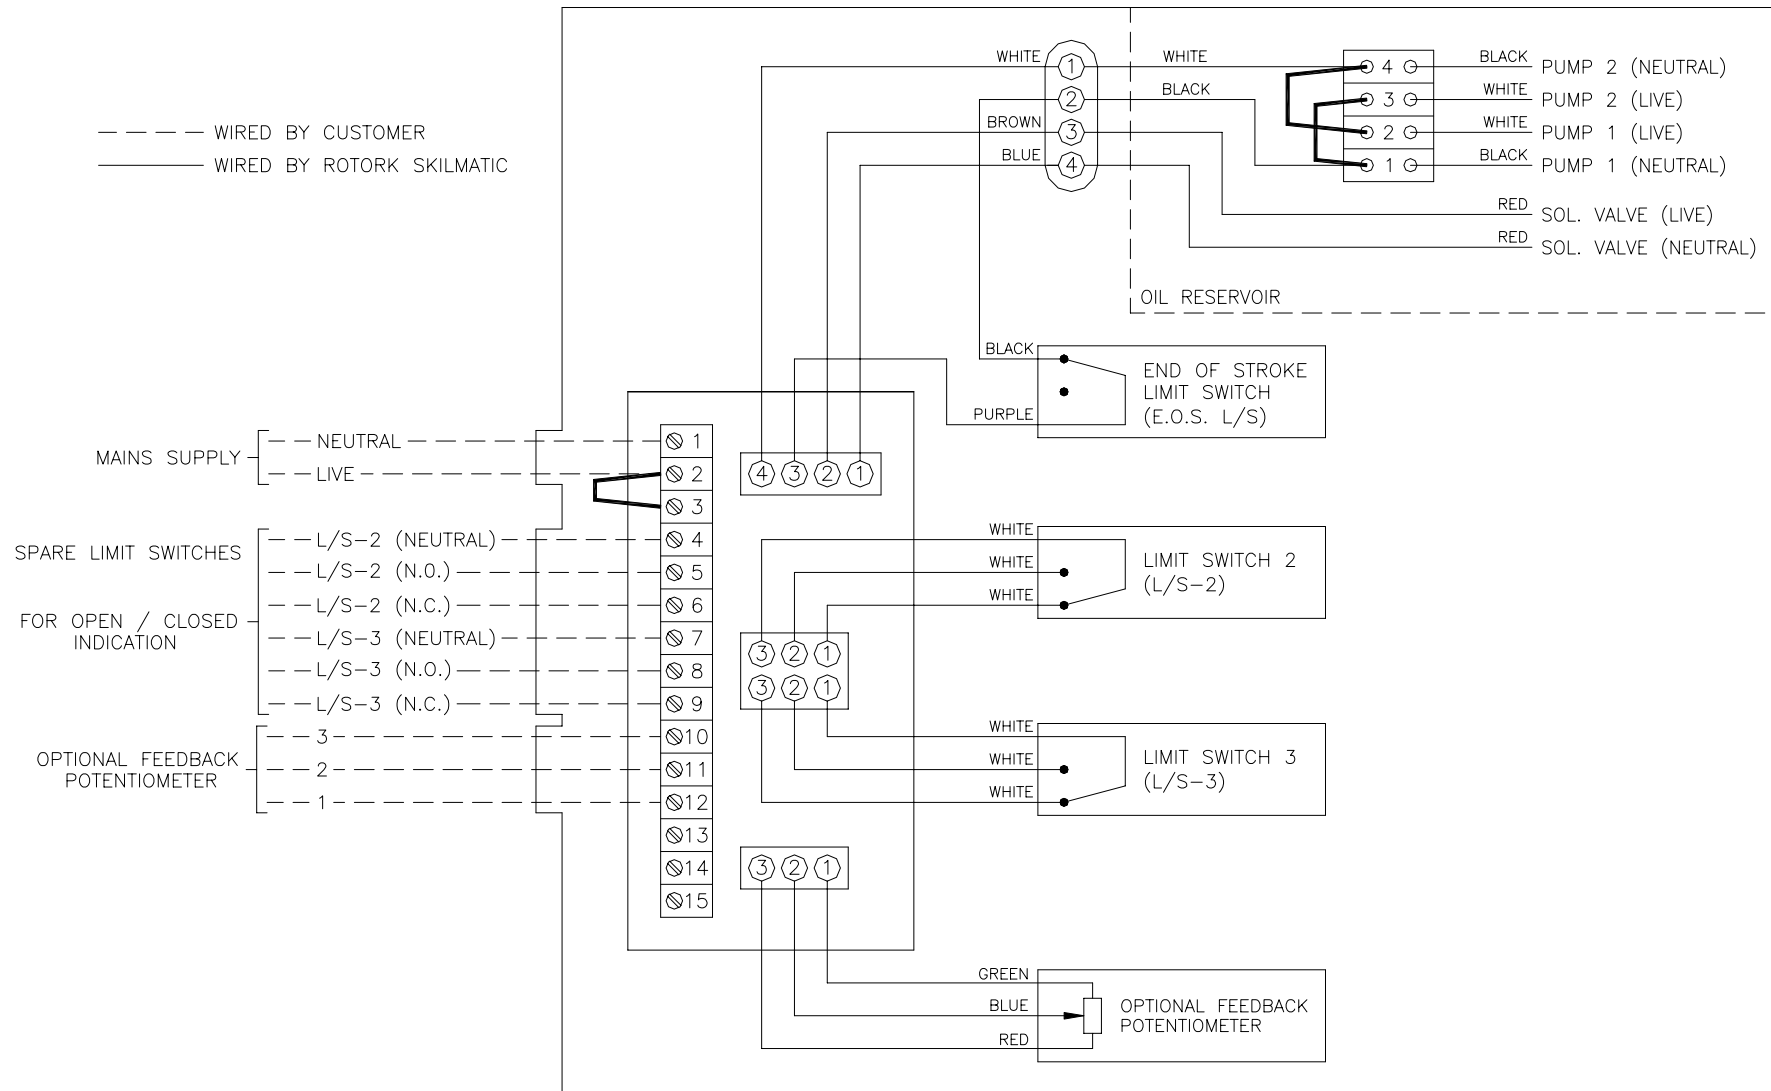 WIRED BY CUSTOMER
WIRED BY ROTORK SKILMATIC
WHITE
1
WHITE
4
BLACK
PUMP 2 (NEUTRAL)
2
BLACK
3
WHITE
PUMP 2 (LIVE)
BROWN
3
2
WHITE
PUMP 1 (LIVE)
BLUE
4
1
BLACK
PUMP 1 (NEUTRAL)
RED
SOL. VALVE (LIVE)
RED
SOL. VALVE (NEUTRAL)
OIL RESERVOIR
BLACK
PURPLE
END OF STROKE
LIMIT SWITCH
(E.O.S. L/S)
MAINS SUPPLY
NEUTRAL
LIVE
SPARE LIMIT SWITCHES
FOR OPEN / CLOSED
INDICATION
L/S-2 (NEUTRAL)
L/S-2 (N.O.)
L/S-2 (N.C.)
L/S-3 (NEUTRAL)
L/S-3 (N.O.)
L/S-3 (N.C.)
OPTIONAL FEEDBACK
POTENTIOMETER
3
2
1
1
2
3
4
5
6
7
8
9
10
11
12
13
14
15
4 3 2 1
3 2 1
3 2 1
3 2 1
WHITE
WHITE
WHITE
LIMIT SWITCH 2
(L/S-2)
WHITE
WHITE
WHITE
LIMIT SWITCH 3
(L/S-3)
GREEN
BLUE
RED
OPTIONAL FEEDBACK
POTENTIOMETER